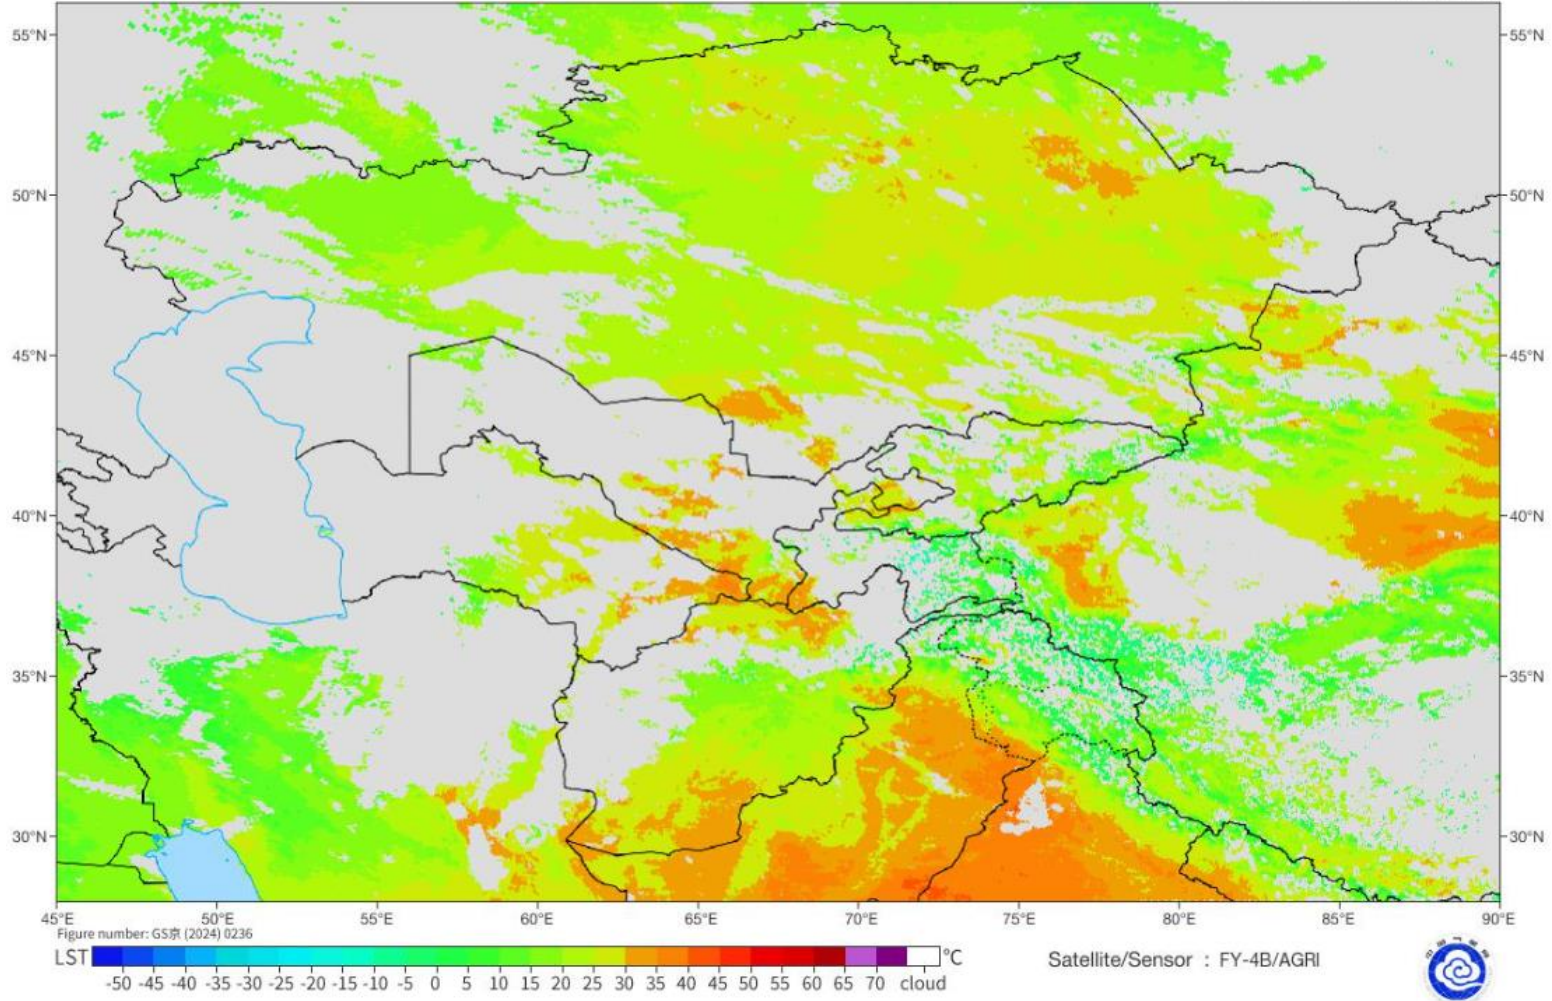 55°N 55°N
50°N 50°N
45°N 45°N
40°N 40°N
35°N 35°N
30°N 30°N
45°E 50°E 55°E 60°E 65°E 70°E 75°E 80°E 85°E 90°E
Figure number: GS京 (2024) 0236
LST °C
-50 -45 -40 -35 -30 -25 -20 -15 -10 -5 0 5 10 15 20 25 30 35 40 45 50 55 60 65 70 cloud
Satellite/Sensor : FY-4B/AGRI